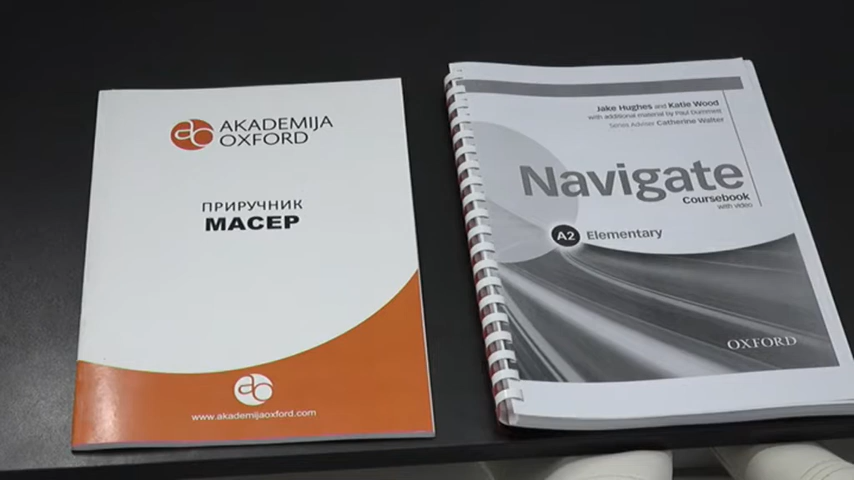 AKADEMIJA
OXFORD
ПРИРУЧНИК
МАСЕР
www.akademijaoxford.com
Jake Hughes and Katie Wood
with additional material by Paul Dummett
Series Adviser Catherine Walter
Navigate
Coursebook
with video
A2 Elementary
OXFORD